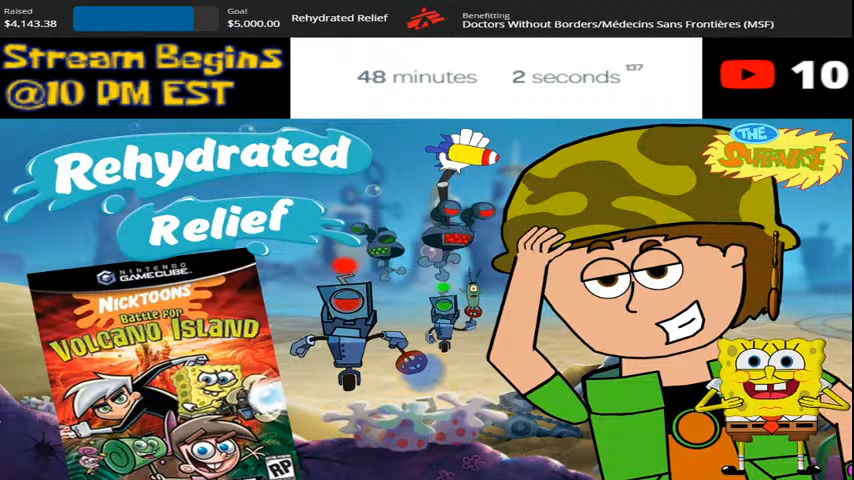 Raised
$4,143.38
Goal
$5,000.00
Rehydrated Relief
Benefitting
Doctors Without Borders/Médecins Sans Frontières (MSF)
Stream Begins
@10 PM EST
48 minutes 2 seconds 137
10
Rehydrated
Relief
THE
NINTENDO
GAMECUBE
NICKTOONS
BATTLE FOR
VOLCANO ISLAND
RP